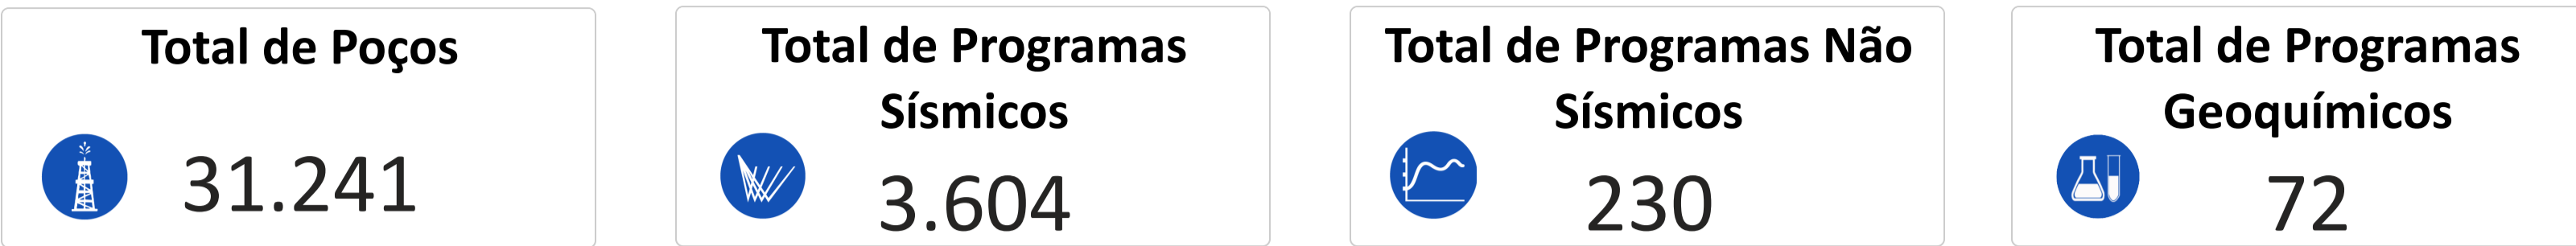 Total de Poços
31.241
Total de Programas
Sísmicos
3.604
Total de Programas Não
Sísmicos
230
Total de Programas
Geoquímicos
72